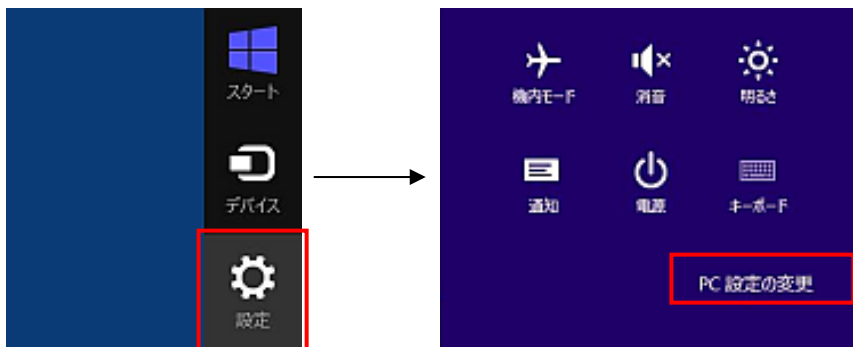 スタート
デバイス
設定
機内モード
消音
明るさ
通知
電源
キーボード
PC 設定の変更